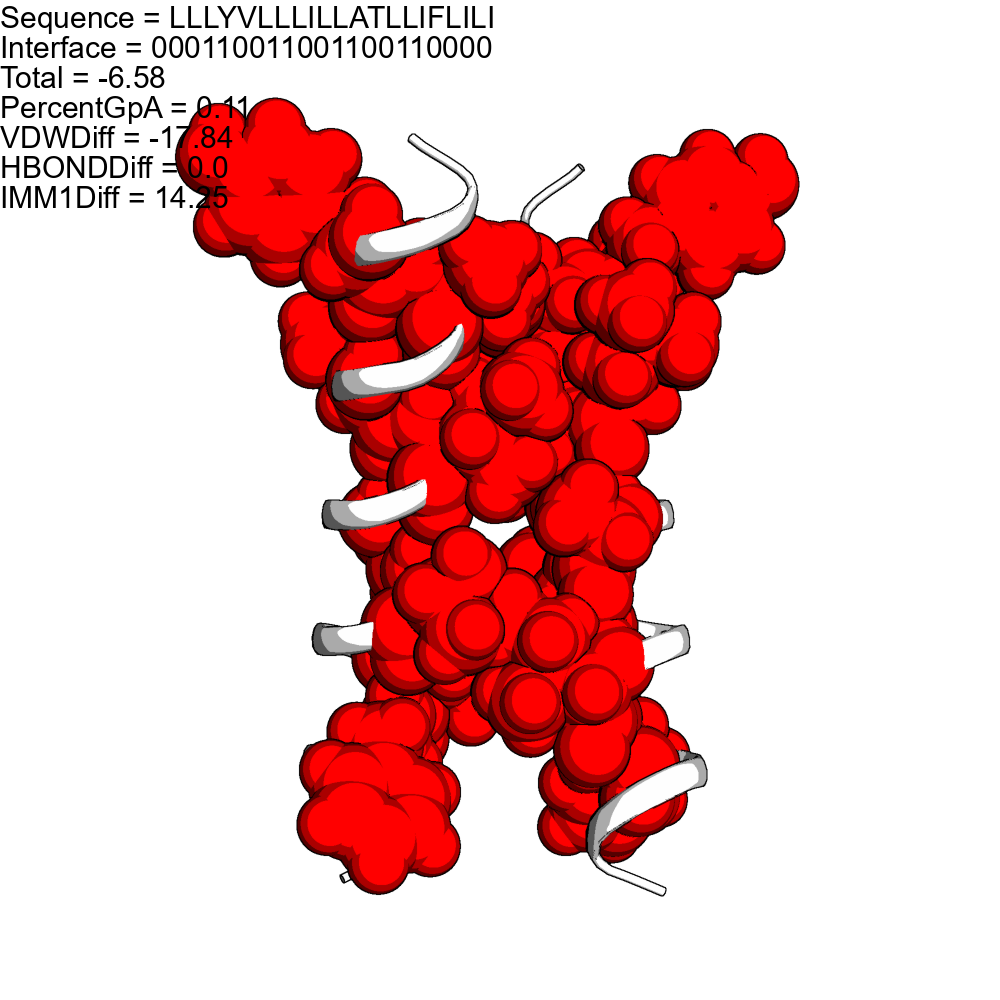 Sequence = LLLYVLLLILLATLLIFLILI
Interface = 000110011001100110000
Total = -6.58
PercentGpA = 0.11
VDWDiff = -17.84
HBONDDiff = 0.0
IMM1Diff = 14.25